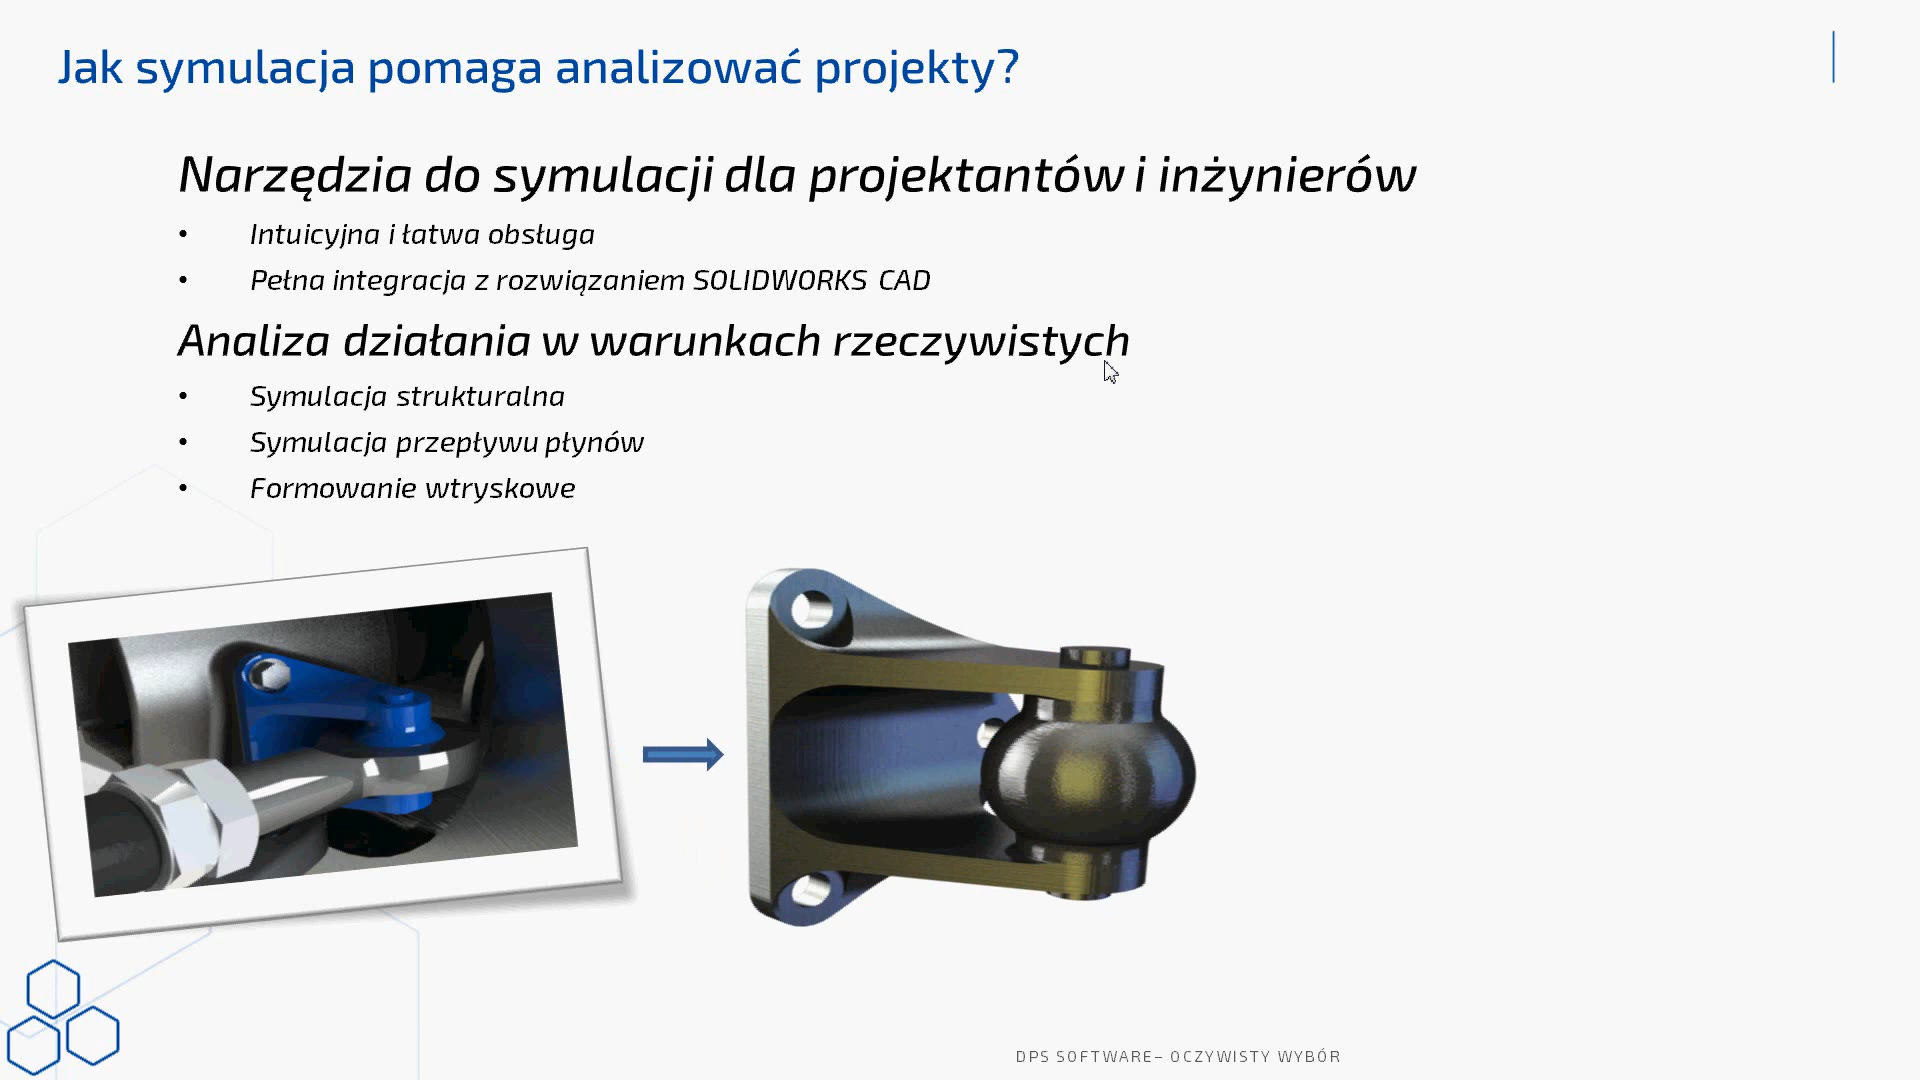 Jak symulacja pomaga analizować projekty?
Narzędzia do symulacji dla projektantów i inżynierów
• Intuicyjna i łatwa obsługa
• Pełna integracja z rozwiązaniem SOLIDWORKS CAD
Analiza działania w warunkach rzeczywistych
• Symulacja strukturalna
• Symulacja przepływu płynów
• Formowanie wtryskowe
DPS SOFTWARE– OCZYWISTY WYBÓR